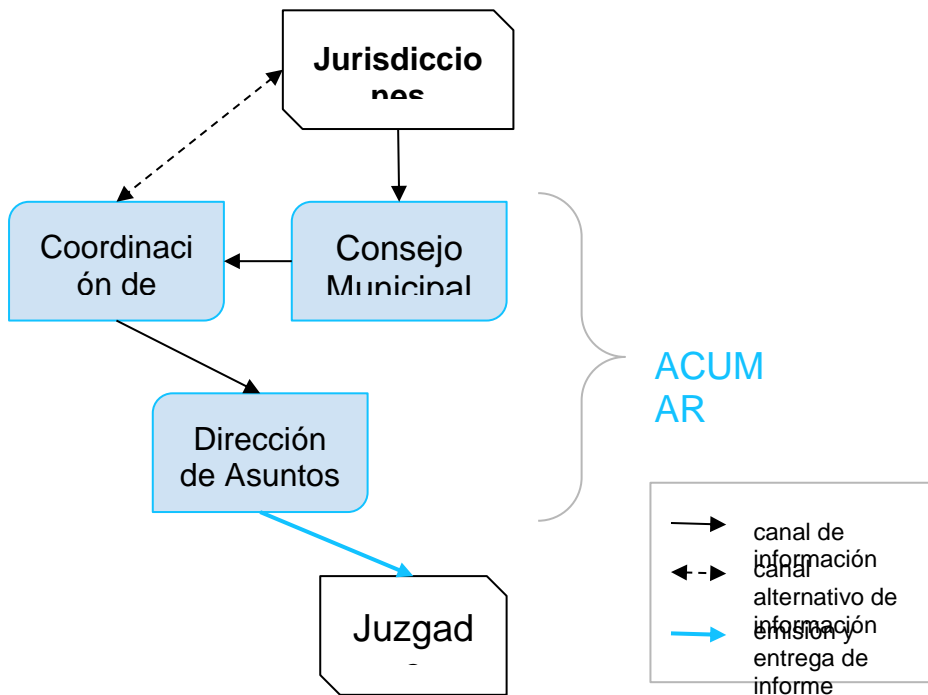 Jurisdiccio
nes
Coordinaci
ón de
Consejo
Municipal
ACUM
AR
Dirección
de Asuntos
Juzgad
canal de
información
canal
alternativo de
información
emisión y
entrega de
informe